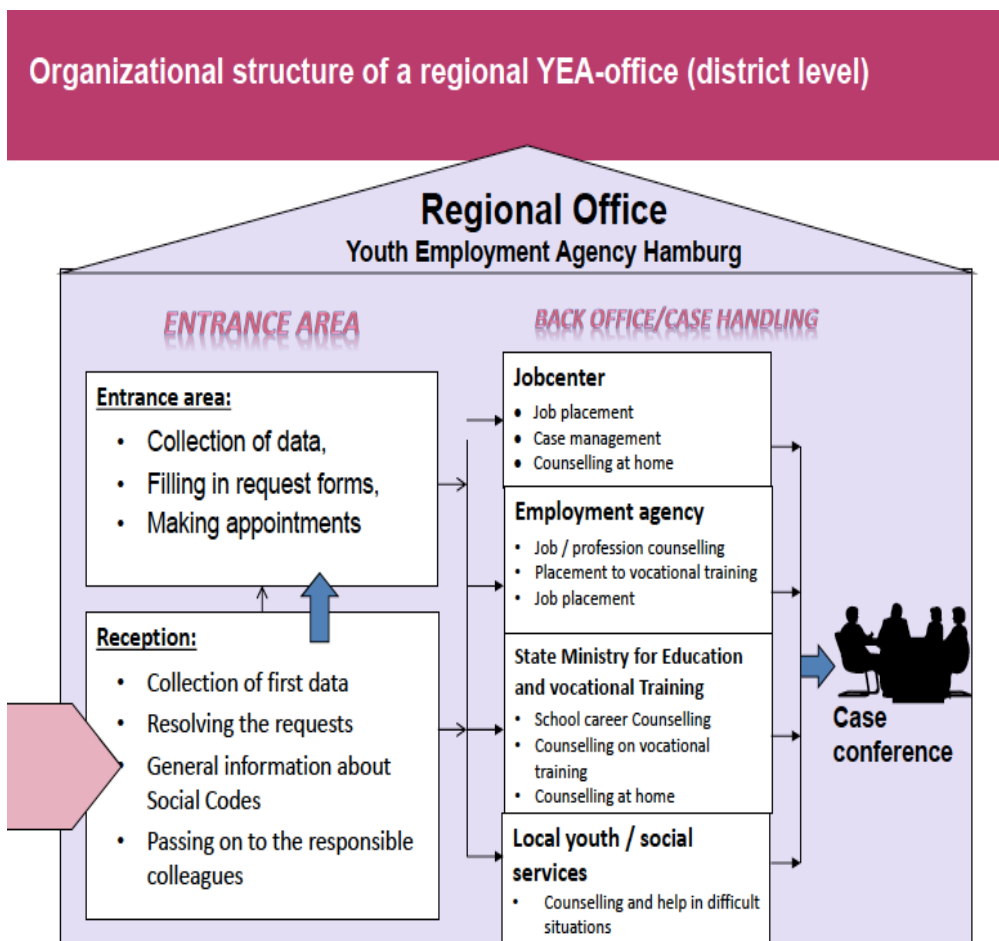 Organizational structure of a regional YEA-office (district level)
Regional Office
Youth Employment Agency Hamburg
ENTRANCE AREA
Entrance area:
• Collection of data,
• Filling in request forms,
• Making appointments
Reception:
• Collection of first data
• Resolving the requests
• General information about
Social Codes
• Passing on to the responsible
colleagues
BACK OFFICE/CASE HANDLING
Jobcenter
• Job placement
• Case management
• Counselling at home
Employment agency
• Job / profession counselling
• Placement to vocational training
• Job placement
State Ministry for Education
and vocational Training
• School career Counselling
• Counselling on vocational
training
• Counselling at home
Local youth / social
services
• Counselling and help in difficult
situations
Case
conference